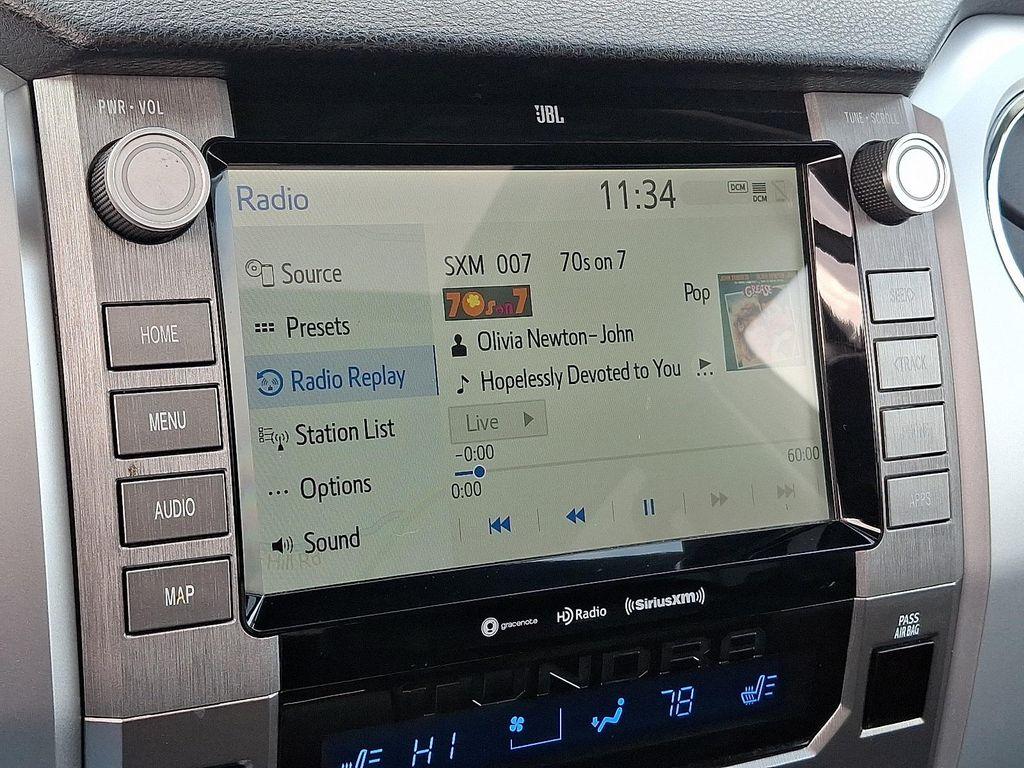 PWR·VOL
JBL
TUNE·SCROLL
Radio
11:34
DCM
DCM
Source
SXM 007 70s on 7
70s on 7
Pop
GREASE
Presets
Olivia Newton-John
Radio Replay
Hopelessly Devoted to You
...
Live
Station List
-0:00
60:00
0:00
... Options
Sound
Hill Rd
HOME
MENU
AUDIO
MAP
SEEK>
<TRACK
APPS
gracenote
HD Radio
((SiriusXM))
PASS
AIR BAG
TUNDRA
HI
78